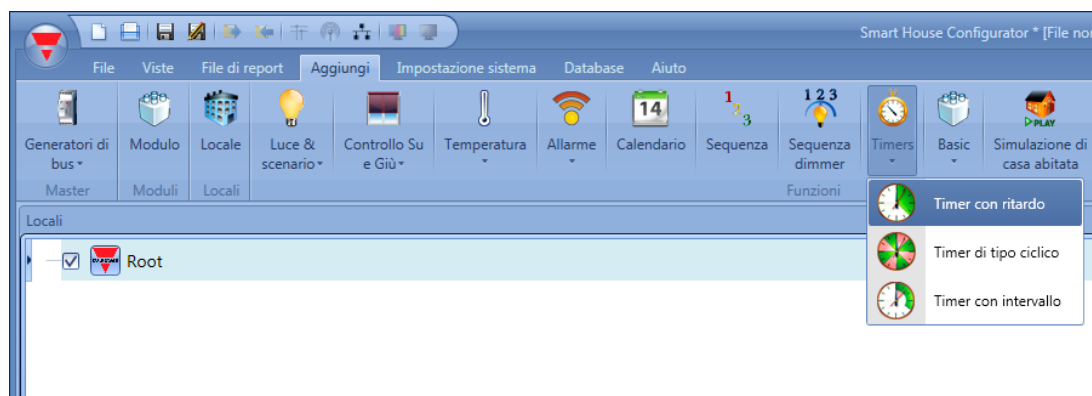 Smart House Configurator * [File no
File Viste File di report Aggiungi Impostazione sistema Database Aiuto
Generatori di bus
Modulo
Locale
Luce & scenario
Controllo Su e Giù
Temperatura
Allarme
14
Calendario
1 2 3
Sequenza
1 2 3
Sequenza dimmer
Timers
Basic
PLAY
Simulazione di casa abitata
Master Moduli Locali Funzioni
Timer con ritardo
Timer di tipo ciclico
Timer con intervallo
Locali
Root